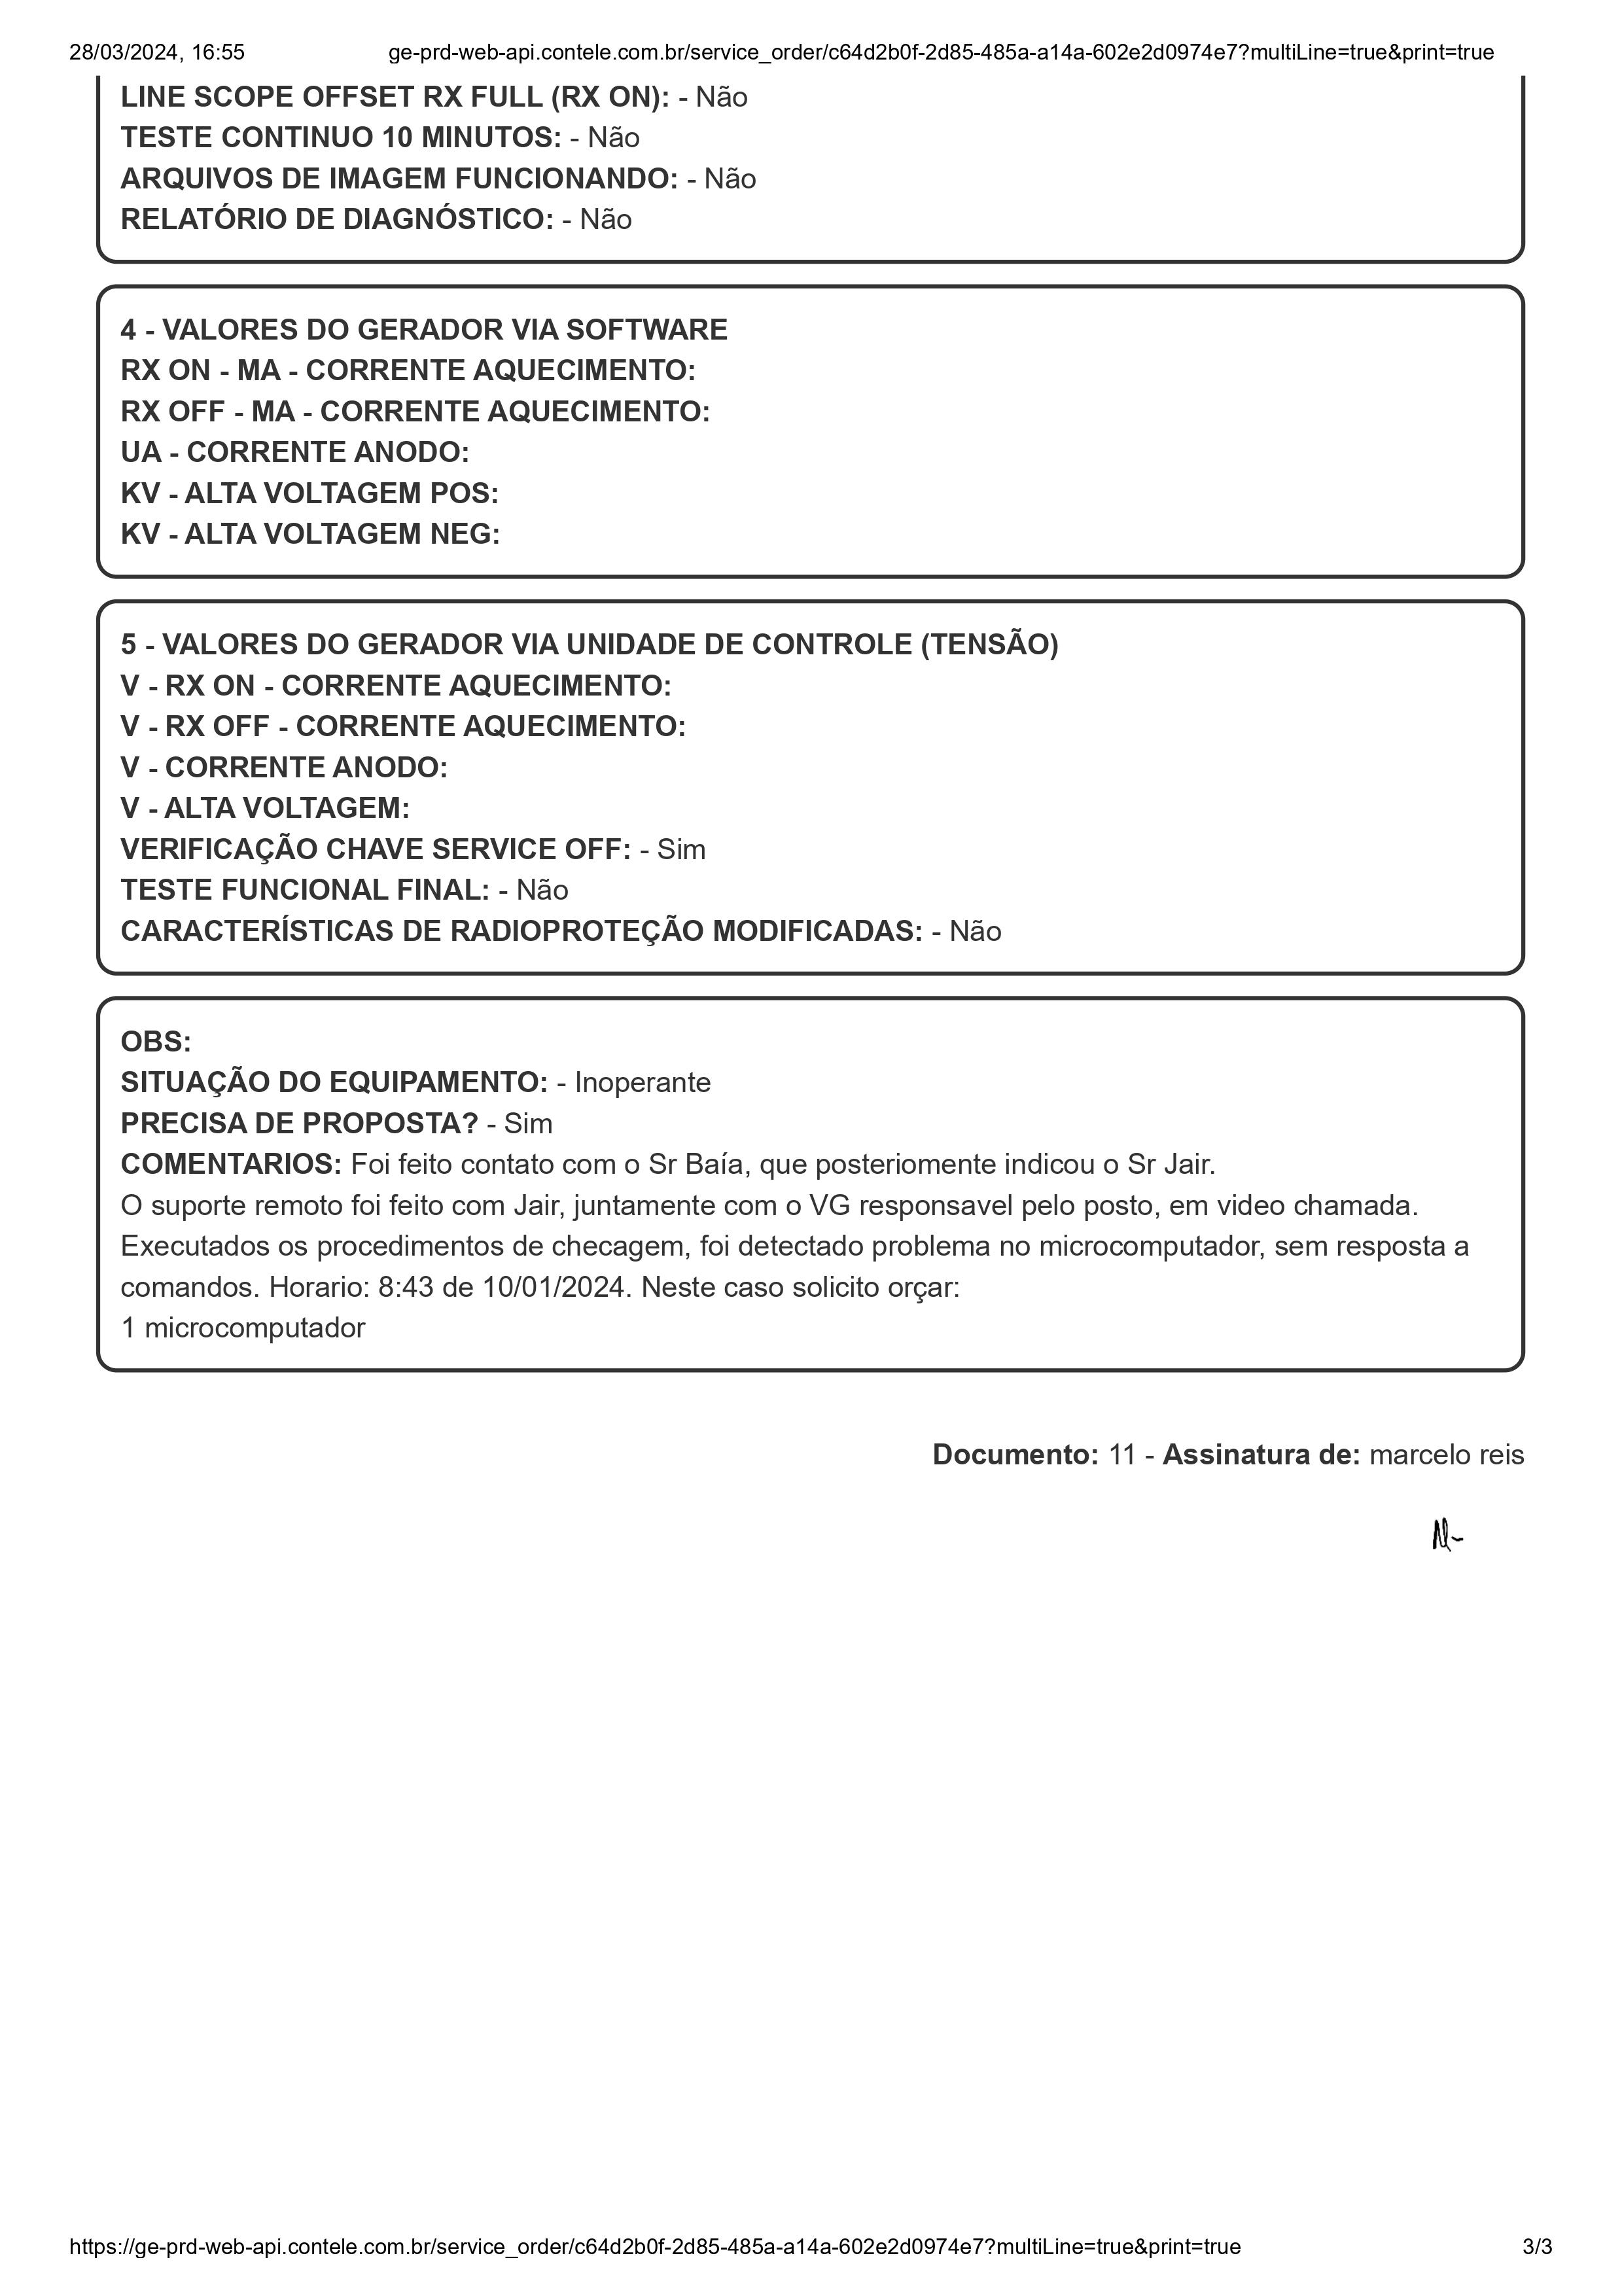 28/03/2024, 16:55 ge-prd-web-api.contele.com.br/service_order/c64d2b0f-2d85-485a-a14a-602e2d0974e7?multiLine=true&print=true
LINE SCOPE OFFSET RX FULL (RX ON): - Não
TESTE CONTINUO 10 MINUTOS: - Não
ARQUIVOS DE IMAGEM FUNCIONANDO: - Não
RELATÓRIO DE DIAGNÓSTICO: - Não
4 - VALORES DO GERADOR VIA SOFTWARE
RX ON - MA - CORRENTE AQUECIMENTO:
RX OFF - MA - CORRENTE AQUECIMENTO:
UA - CORRENTE ANODO:
KV - ALTA VOLTAGEM POS:
KV - ALTA VOLTAGEM NEG:
5 - VALORES DO GERADOR VIA UNIDADE DE CONTROLE (TENSÃO)
V - RX ON - CORRENTE AQUECIMENTO:
V - RX OFF - CORRENTE AQUECIMENTO:
V - CORRENTE ANODO:
V - ALTA VOLTAGEM:
VERIFICAÇÃO CHAVE SERVICE OFF: - Sim
TESTE FUNCIONAL FINAL: - Não
CARACTERÍSTICAS DE RADIOPROTEÇÃO MODIFICADAS: - Não
OBS:
SITUAÇÃO DO EQUIPAMENTO: - Inoperante
PRECISA DE PROPOSTA? - Sim
COMENTARIOS: Foi feito contato com o Sr Baía, que posteriomente indicou o Sr Jair.
O suporte remoto foi feito com Jair, juntamente com o VG responsavel pelo posto, em video chamada.
Executados os procedimentos de checagem, foi detectado problema no microcomputador, sem resposta a
comandos. Horario: 8:43 de 10/01/2024. Neste caso solicito orçar:
1 microcomputador
Documento: 11 - Assinatura de: marcelo reis
https://ge-prd-web-api.contele.com.br/service_order/c64d2b0f-2d85-485a-a14a-602e2d0974e7?multiLine=true&print=true 3/3